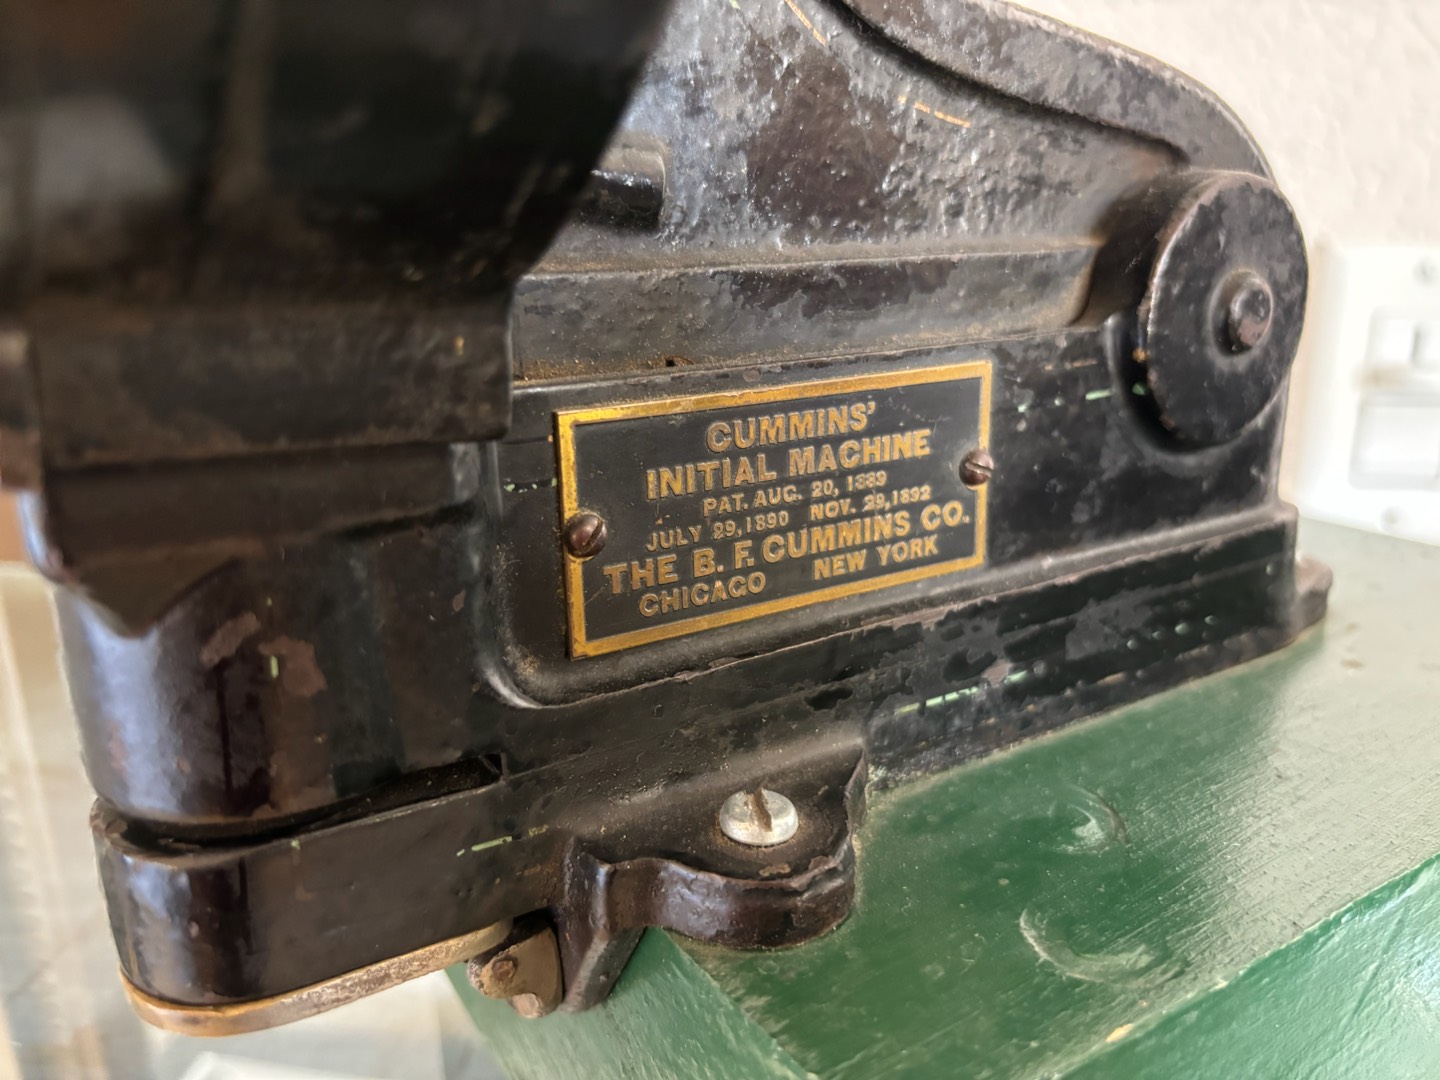 CUMMINS'
INITIAL MACHINE
PAT. AUG. 20, 1889
JULY 29, 1890 NOV. 29, 1892
THE B. F. CUMMINS CO.
CHICAGO NEW YORK